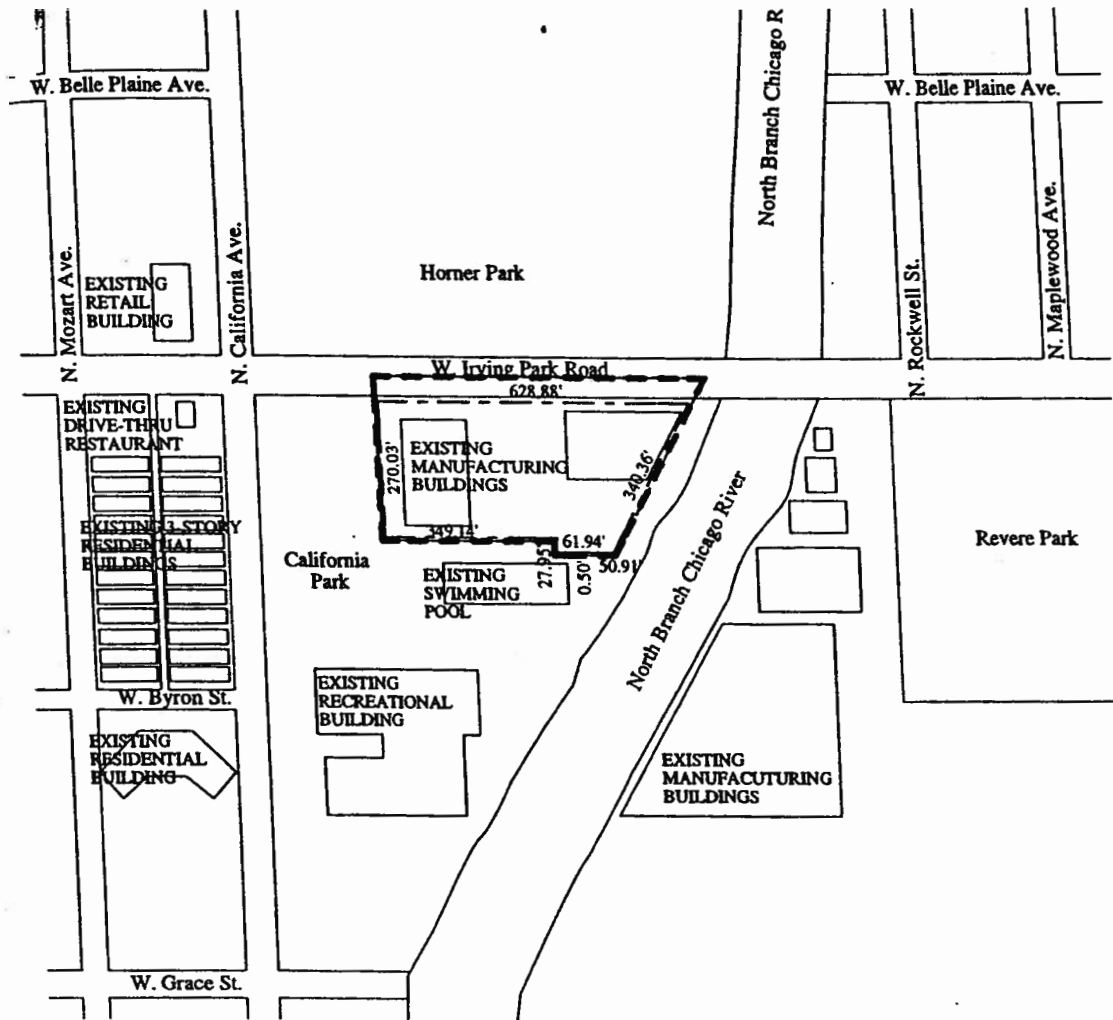 W. Belle Plaine Ave.
North Branch Chicago R
W. Belle Plaine Ave.
N. Mozart Ave.
N. California Ave.
EXISTING
RETAIL
BUILDING
Horner Park
N. Rockwell St.
N. Maplewood Ave.
W. Irving Park Road
628.88'
EXISTING
DRIVE-THRU
RESTAURANT
270.03'
EXISTING
MANUFACTURING
BUILDINGS
340.36'
349.14'
61.94'
27.95'
0.50'
50.91'
EXISTING 3-STORY
RESIDENTIAL
BUILDINGS
California
Park
EXISTING
SWIMMING
POOL
North Branch Chicago River
Revere Park
W. Byron St.
EXISTING
RECREATIONAL
BUILDING
EXISTING
RESIDENTIAL
BUILDING
EXISTING
MANUFACUTURING
BUILDINGS
W. Grace St.